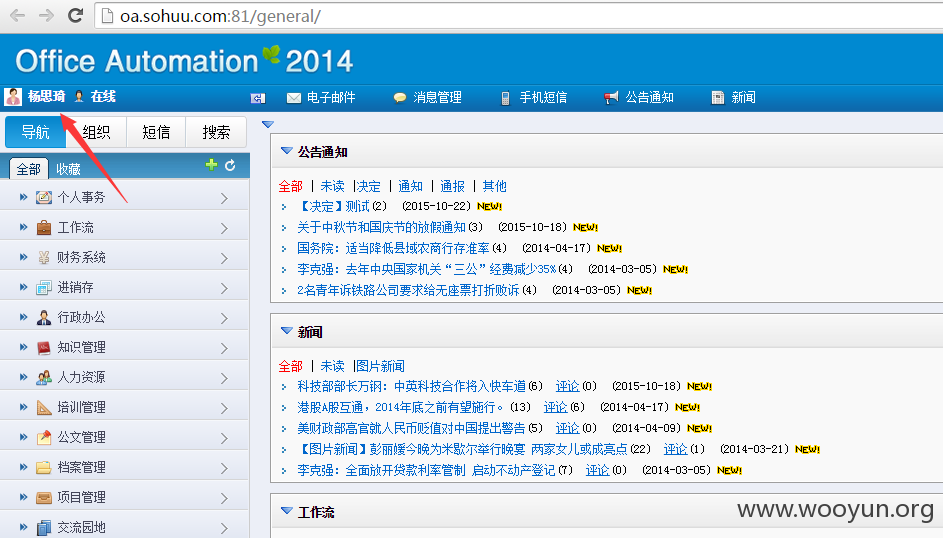 oa.sohuu.com:81/general/
Office Automation 2014
杨思琦 在线 电子邮件 消息管理 手机短信 公告通知 新闻
导航 组织 短信 搜索
全部 收藏
个人事务
工作流
财务系统
进销存
行政办公
知识管理
人力资源
培训管理
公文管理
档案管理
项目管理
交流园地
公告通知
全部 | 未读 |决定 | 通知 | 通报 | 其他
【决定】测试(2) (2015-10-22) NEW!
关于中秋节和国庆节的放假通知(3) (2015-10-18) NEW!
国务院：适当降低县域农商行存准率(4) (2014-04-17) NEW!
李克强：去年中央国家机关“三公”经费减少35%(4) (2014-03-05) NEW!
2名青年诉铁路公司要求给无座票打折败诉(4) (2014-03-05) NEW!
新闻
全部 | 未读 |图片新闻
科技部部长万钢：中英科技合作将入快车道(6) 评论(0) (2015-10-18) NEW!
港股A股互通，2014年底之前有望施行。(13) 评论(6) (2014-04-17) NEW!
美财政部高官就人民币贬值对中国提出警告(5) 评论(0) (2014-04-09) NEW!
【图片新闻】彭丽媛今晚为米歇尔举行晚宴 两家女儿或成亮点(22) 评论(1) (2014-03-21) NEW!
李克强：全面放开贷款利率管制 启动不动产登记(7) 评论(0) (2014-03-05) NEW!
工作流
www.wooyun.org